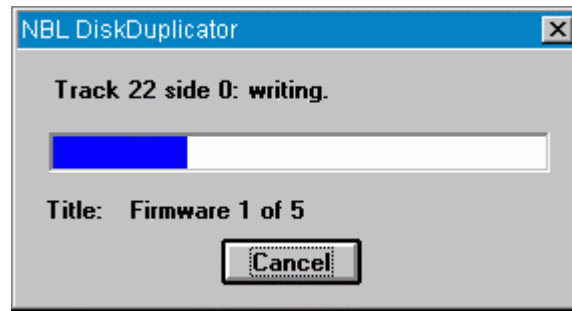 NBL DiskDuplicator
Track 22 side 0: writing.
Title: Firmware 1 of 5
Cancel